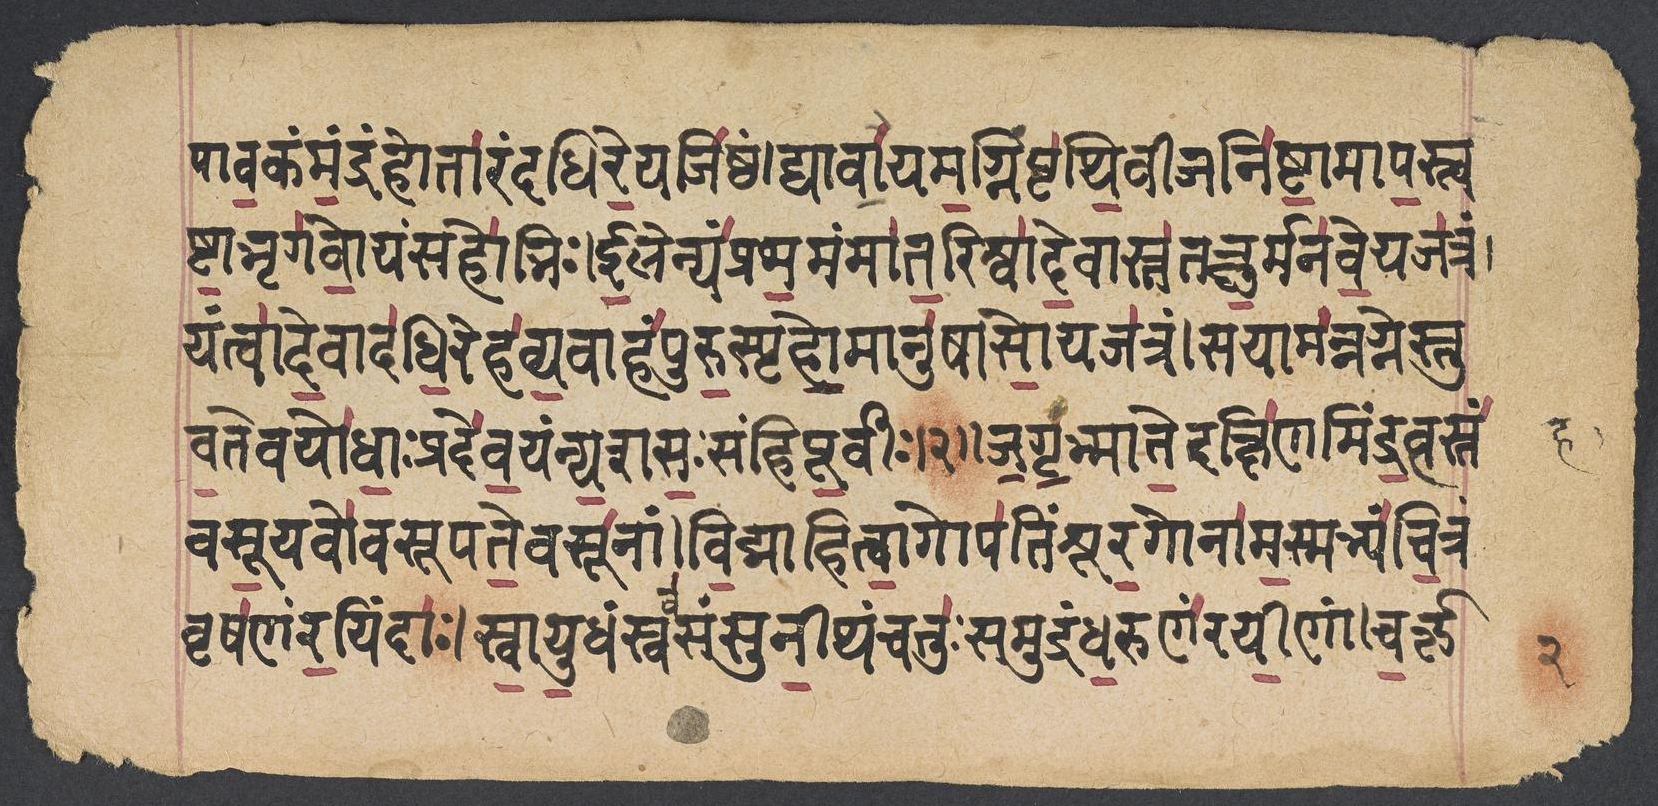 पावकंमंद्रंहोतारंदधिरेयजिष्ठं।द्यावायमग्निंपृथिवीजनिष्टामापस्त्व
ष्टाभृगवोयंसहोभिः।ईळेन्यंप्रथमंमातरिश्वादेवास्ततक्षुर्मनवेयजत्रं।
यंत्वादेवादधिरेहव्यवाहंपुरुस्पृहोमानुषासोयजत्रं।सयामन्नग्नेस्तु
वतेवयोधाःप्रदेवयंन्यशसःसंहिपूर्वीः।२॥जगृभ्मातेदक्षिणमिंद्रहस्तं
वसूयवोवसूपतेवसूनां।विद्माहित्वागोपतिंशूरगोनामस्मभ्यंचित्रं
वृषणंरयिंदाः।स्वायुधंस्ववसंसुनीथंचतुःसमुद्रंधरुणंरयीणां।चर्कृ
ह
२